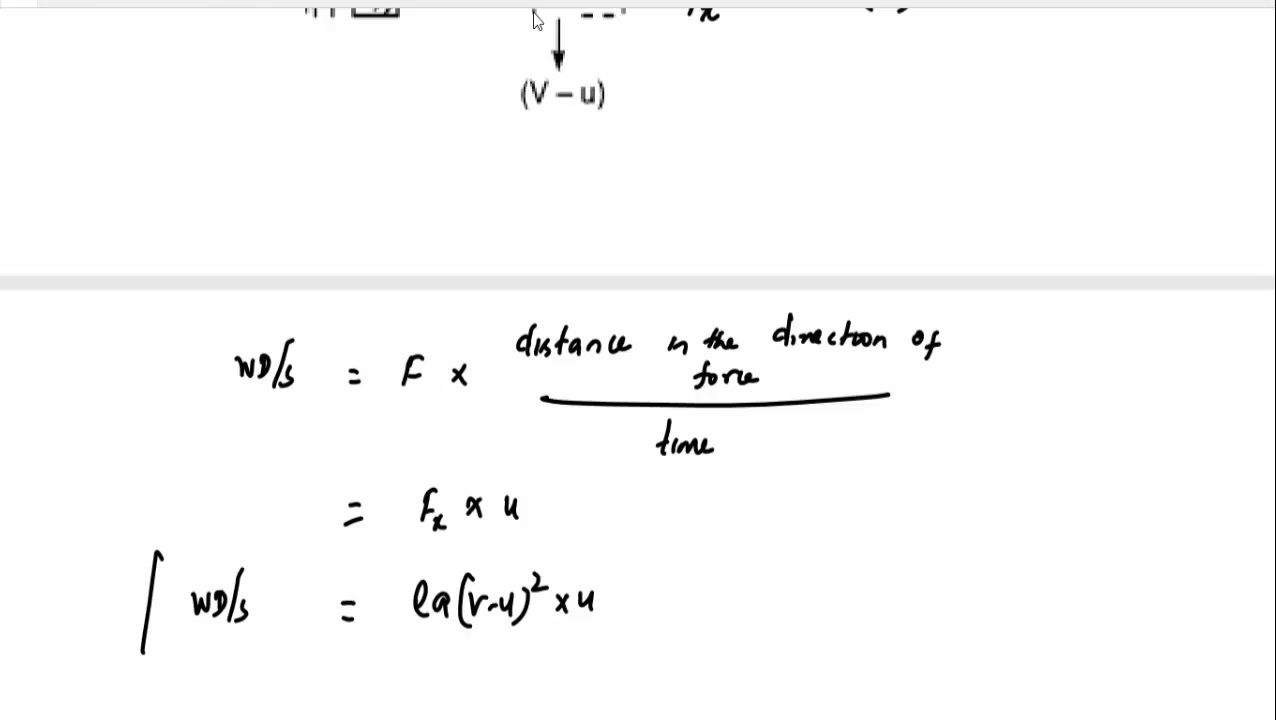 (V – u)
WD/s = F × distance in the direction of force / time
= Fx × u
WD/s = ρa(v-u)² × u